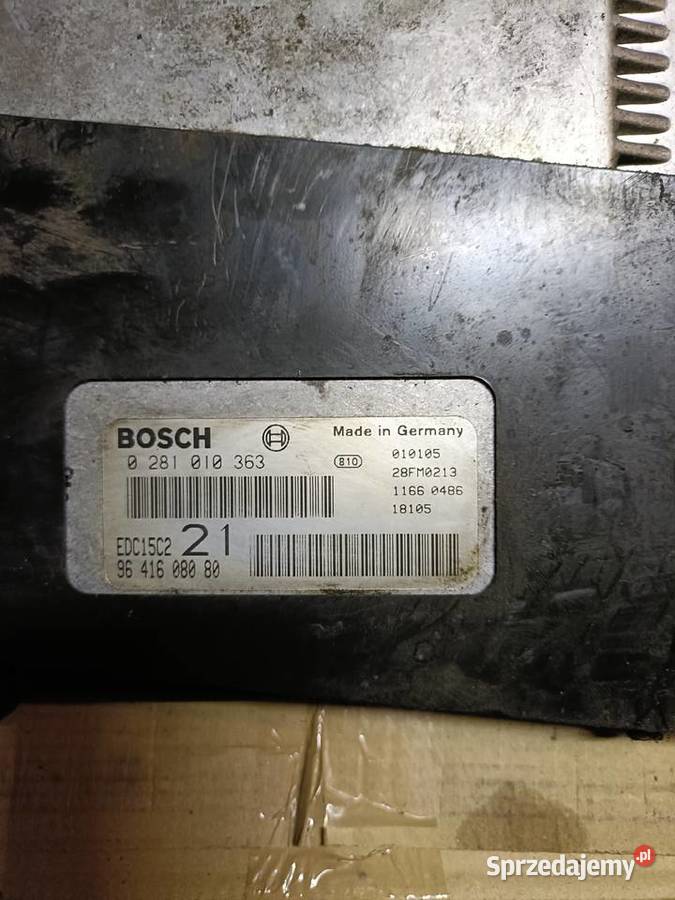 BOSCH
Made in Germany
0 281 010 363
810
010105
28FM0213
1166 0486
18105
EDC15C2 21
96 416 080 80
Sprzedajemy.pl